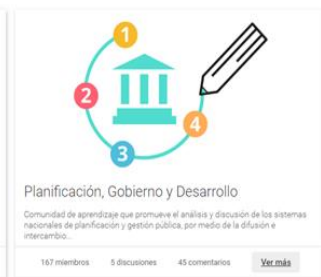 1
2
3
4
Planificación, Gobierno y Desarrollo
Comunidad de aprendizaje que promueve el análisis y discusión de los sistemas
nacionales de planificación y gestión pública, por medio de la difusión e
intercambio...
167 miembros 5 discusiones 45 comentarios Ver más